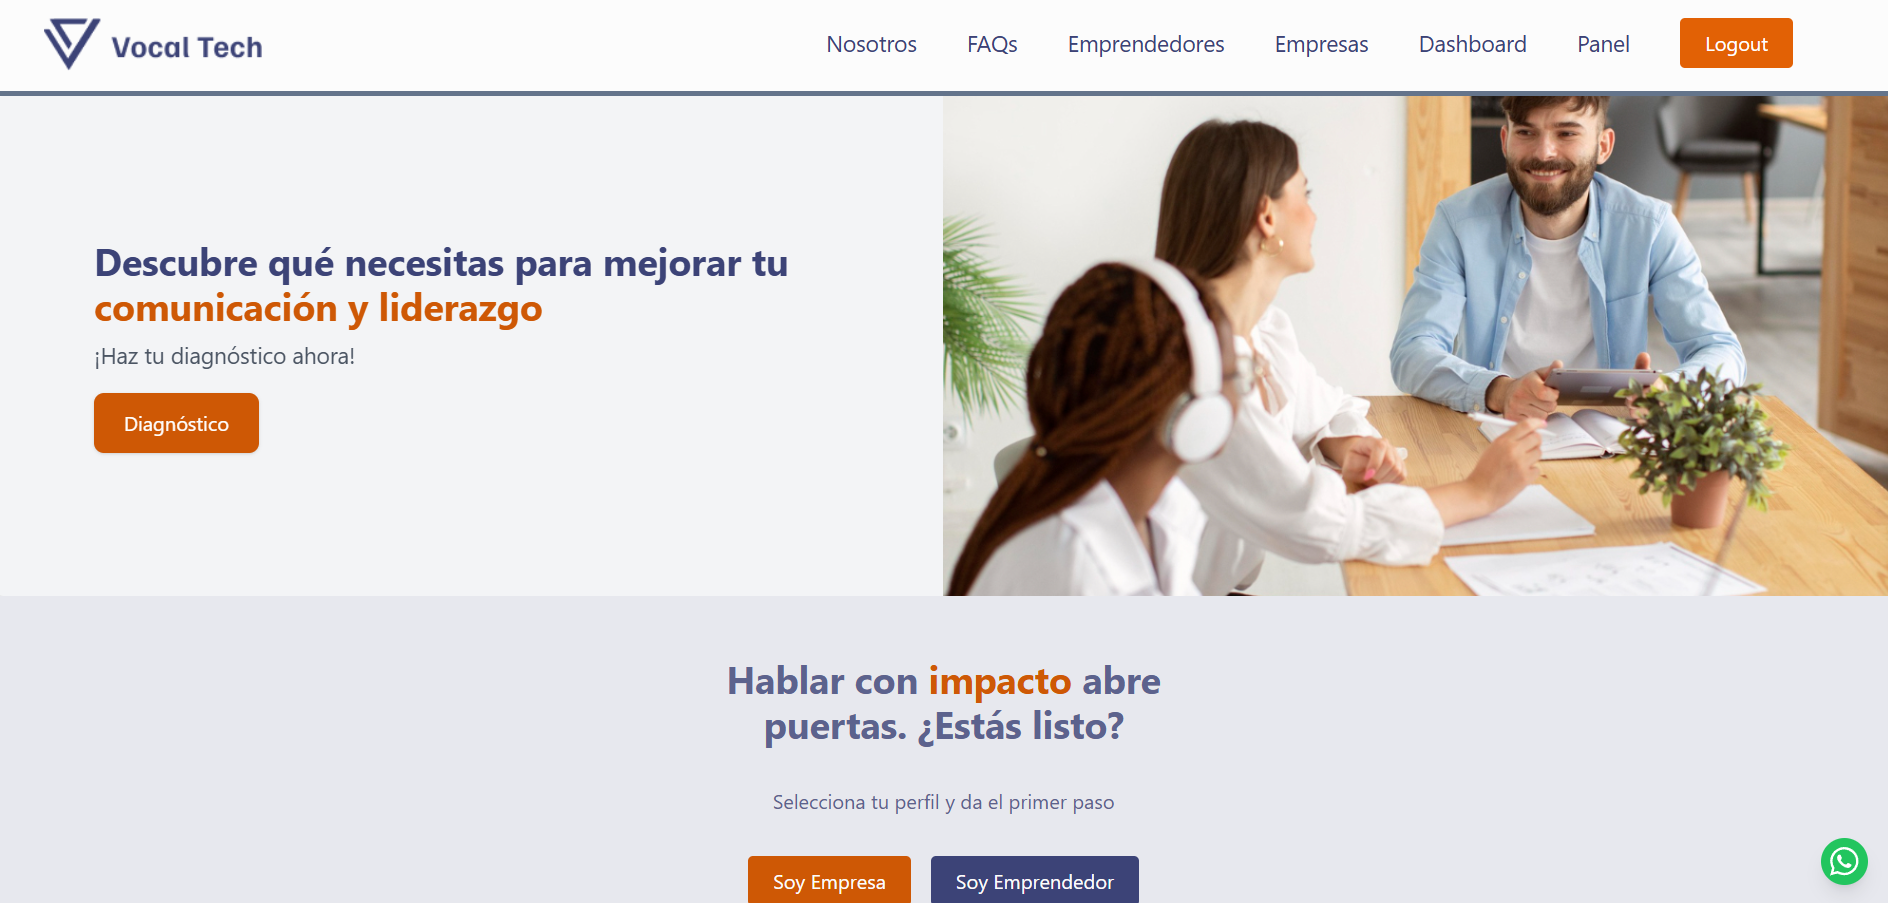 Vocal Tech
Nosotros
FAQs
Emprendedores
Empresas
Dashboard
Panel
Logout
Descubre qué necesitas para mejorar tu
comunicación y liderazgo
¡Haz tu diagnóstico ahora!
Diagnóstico
Hablar con impacto abre
puertas. ¿Estás listo?
Selecciona tu perfil y da el primer paso
Soy Empresa
Soy Emprendedor